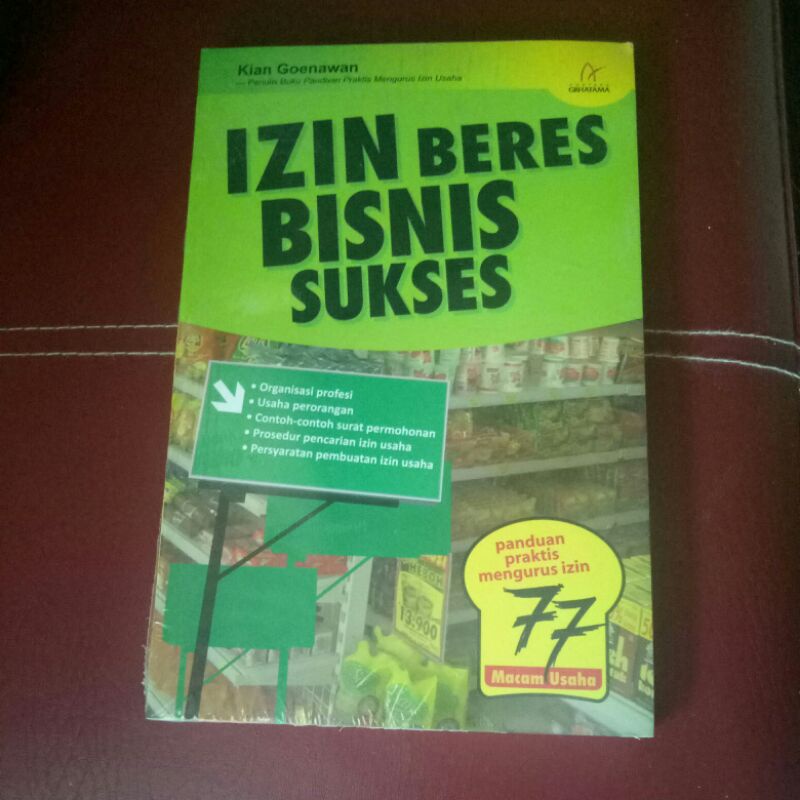 Kian Goenawan
— Penulis Buku Panduan Praktis Mengurus Izin Usaha
GRHATAMA
IZIN BERES
BISNIS
SUKSES
• Organisasi profesi
• Usaha perorangan
• Contoh-contoh surat permohonan
• Prosedur pencarian izin usaha
• Persyaratan pembuatan izin usaha
panduan
praktis
mengurus izin
77
Macam Usaha
13.900